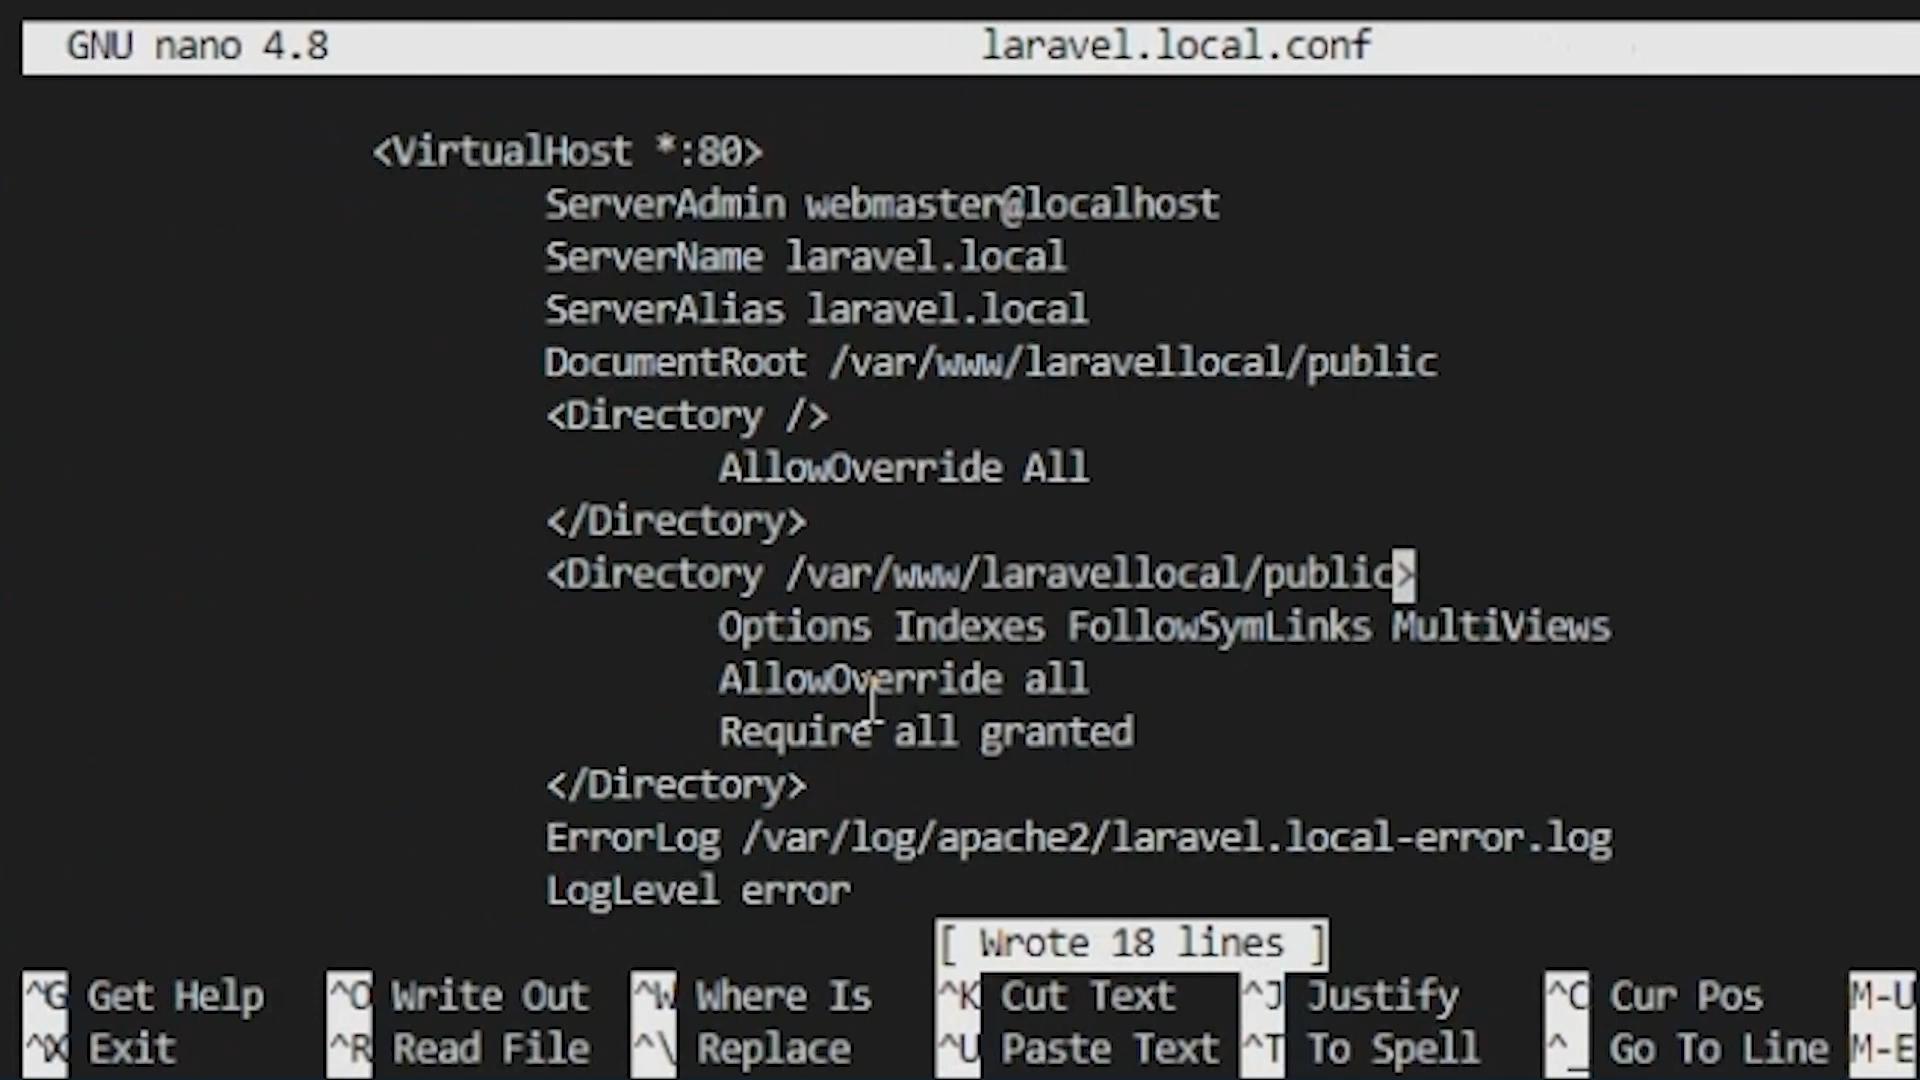 GNU nano 4.8 laravel.local.conf
<VirtualHost *:80>
ServerAdmin webmaster@localhost
ServerName laravel.local
ServerAlias laravel.local
DocumentRoot /var/www/laravellocal/public
<Directory />
AllowOverride All
</Directory>
<Directory /var/www/laravellocal/public>
Options Indexes FollowSymLinks MultiViews
AllowOverride all
Require all granted
</Directory>
ErrorLog /var/log/apache2/laravel.local-error.log
LogLevel error
[ Wrote 18 lines ]
^G Get Help ^O Write Out ^W Where Is ^K Cut Text ^J Justify ^C Cur Pos M-U
^X Exit ^R Read File ^\ Replace ^U Paste Text ^T To Spell ^_ Go To Line M-E